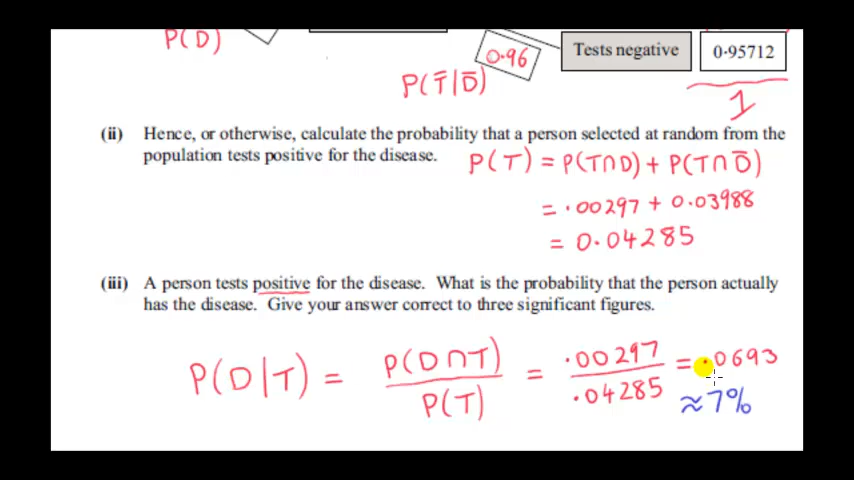 P(D)
0.96
Tests negative
0·95712
P(T̄|D̄)
1
(ii) Hence, or otherwise, calculate the probability that a person selected at random from the
population tests positive for the disease. P(T) = P(T∩D) + P(T∩D̄)
= .00297 + 0.03988
= 0.04285
(iii) A person tests positive for the disease. What is the probability that the person actually
has the disease. Give your answer correct to three significant figures.
P(D|T) = P(D∩T) / P(T) = .00297 / .04285 = .0693
≈ 7%